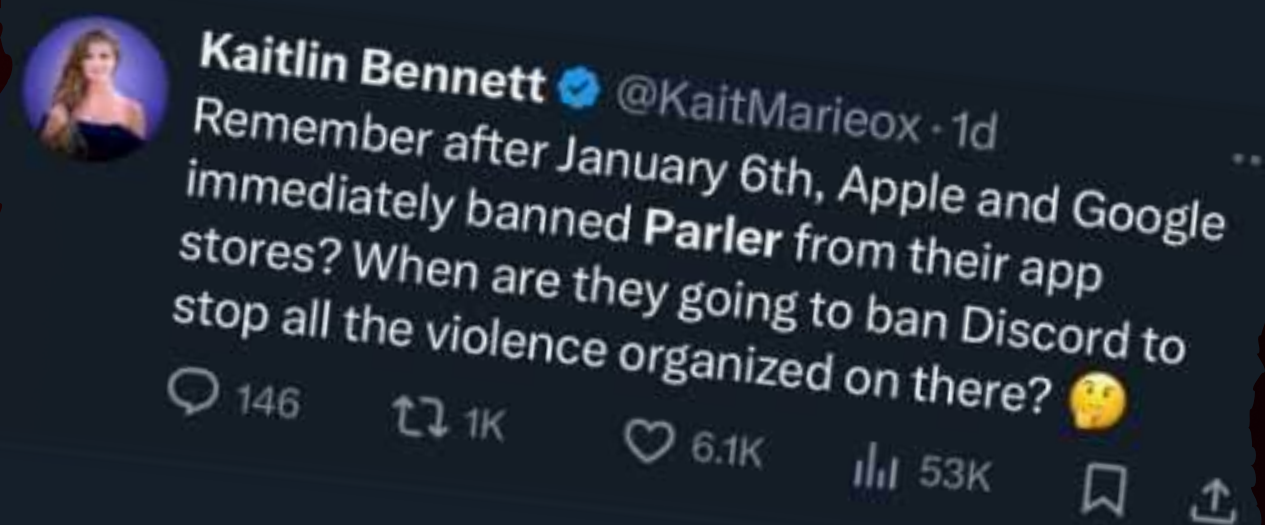 Kaitlin Bennett @KaitMarieox · 1d
Remember after January 6th, Apple and Google
immediately banned Parler from their app
stores? When are they going to ban Discord to
stop all the violence organized on there? 🤔
146 1K 6.1K 53K